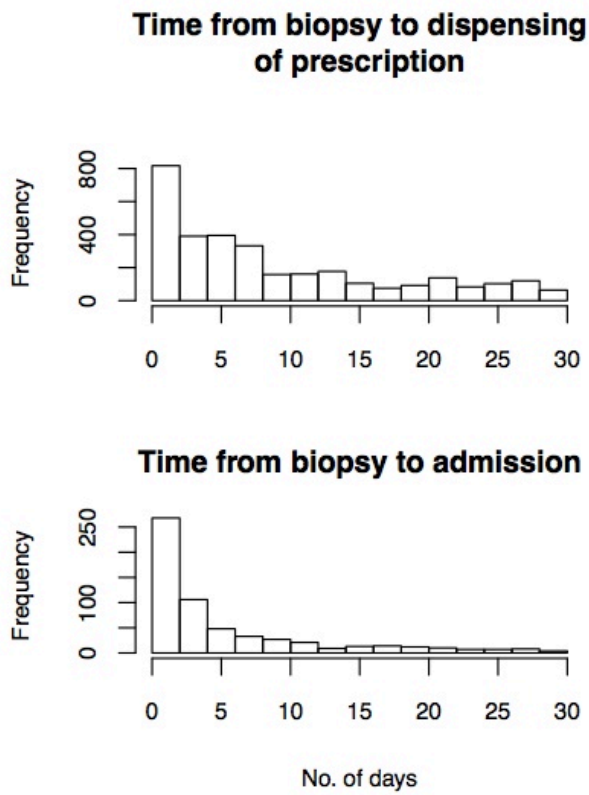 Time from biopsy to dispensing
of prescription
Frequency
800
400
0
0 5 10 15 20 25 30
Time from biopsy to admission
Frequency
250
100
0
0 5 10 15 20 25 30
No. of days